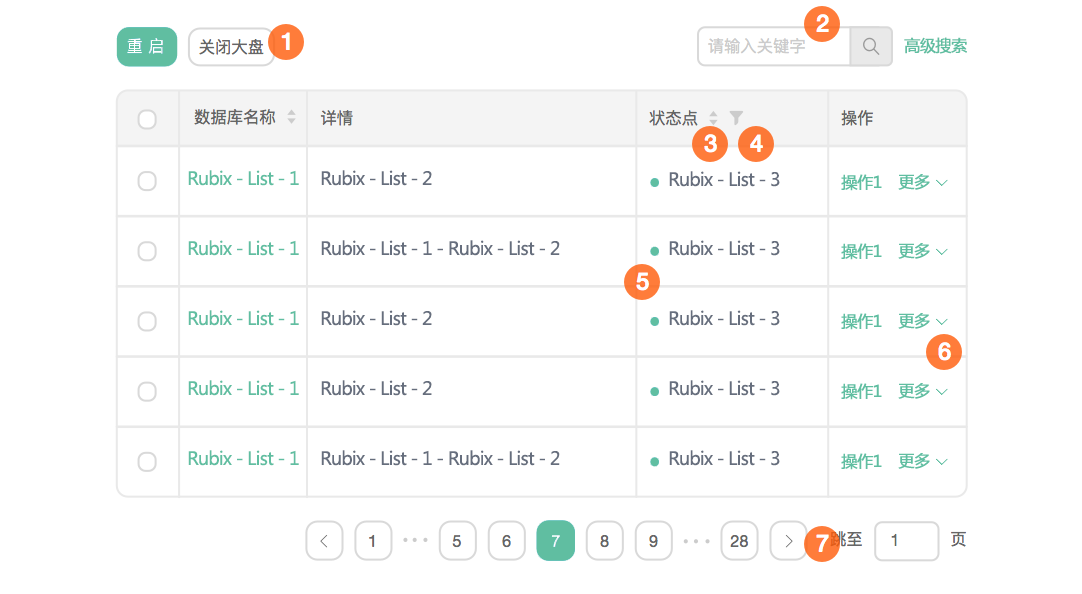 重启 关闭大盘 1 请输入关键字 2 高级搜索
数据库名称 详情 状态点 操作
3 4
Rubix - List - 1 Rubix - List - 2 Rubix - List - 3 操作1 更多
Rubix - List - 1 Rubix - List - 1 - Rubix - List - 2 Rubix - List - 3 操作1 更多
5
Rubix - List - 1 Rubix - List - 2 Rubix - List - 3 操作1 更多
6
Rubix - List - 1 Rubix - List - 2 Rubix - List - 3 操作1 更多
Rubix - List - 1 Rubix - List - 1 - Rubix - List - 2 Rubix - List - 3 操作1 更多
1 ··· 5 6 7 8 9 ··· 28 7 跳至 1 页